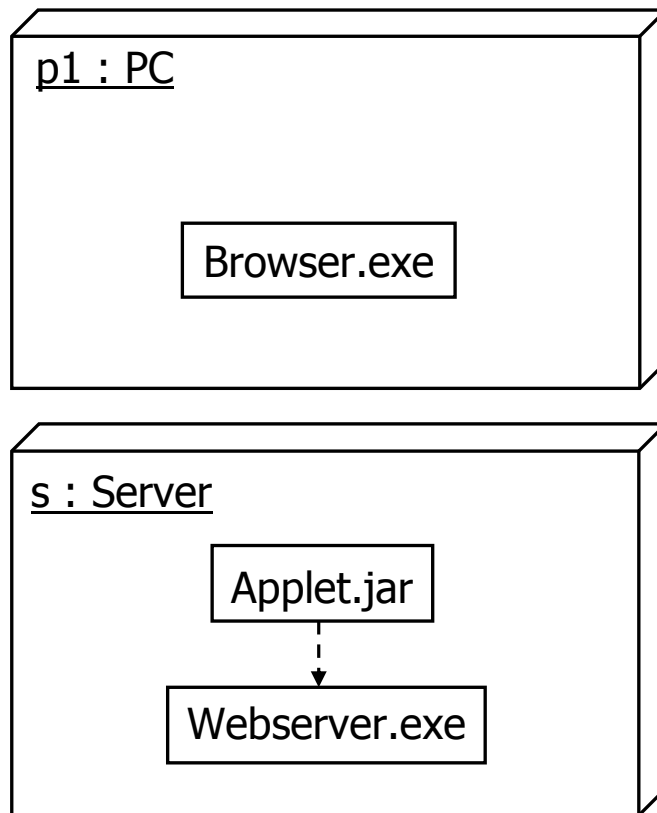 p1 : PC
Browser.exe
s : Server
Applet.jar
Webserver.exe